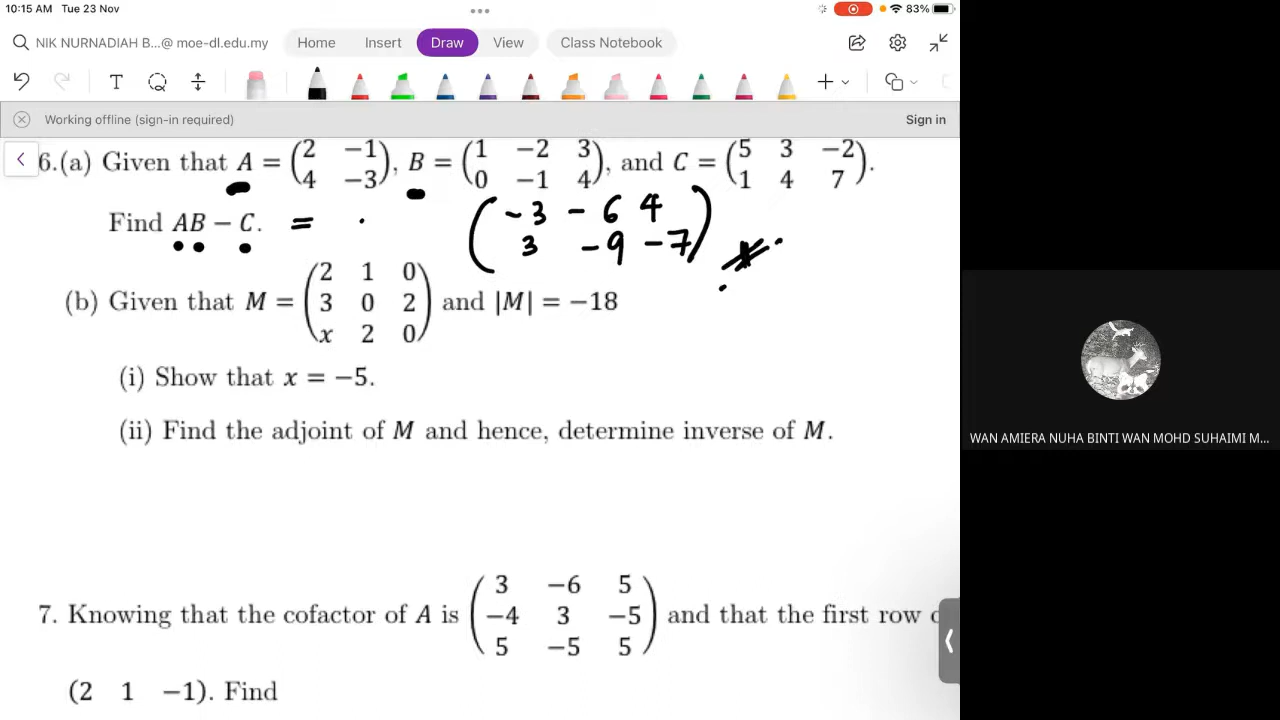 10:15 AM Tue 23 Nov
83%
NIK NURNADIAH B...@ moe-dl.edu.my Home Insert Draw View Class Notebook
Working offline (sign-in required) Sign in
6.(a) Given that A = (2 −1; 4 −3), B = (1 −2 3; 0 −1 4), and C = (5 3 −2; 1 4 7).
Find AB − C. = (−3 −6 4; 3 −9 −7)
(b) Given that M = (2 1 0; 3 0 2; x 2 0) and |M| = −18
(i) Show that x = −5.
(ii) Find the adjoint of M and hence, determine inverse of M.
7. Knowing that the cofactor of A is (3 −6 5; −4 3 −5; 5 −5 5) and that the first row
(2 1 −1). Find
WAN AMIERA NUHA BINTI WAN MOHD SUHAIMI M...